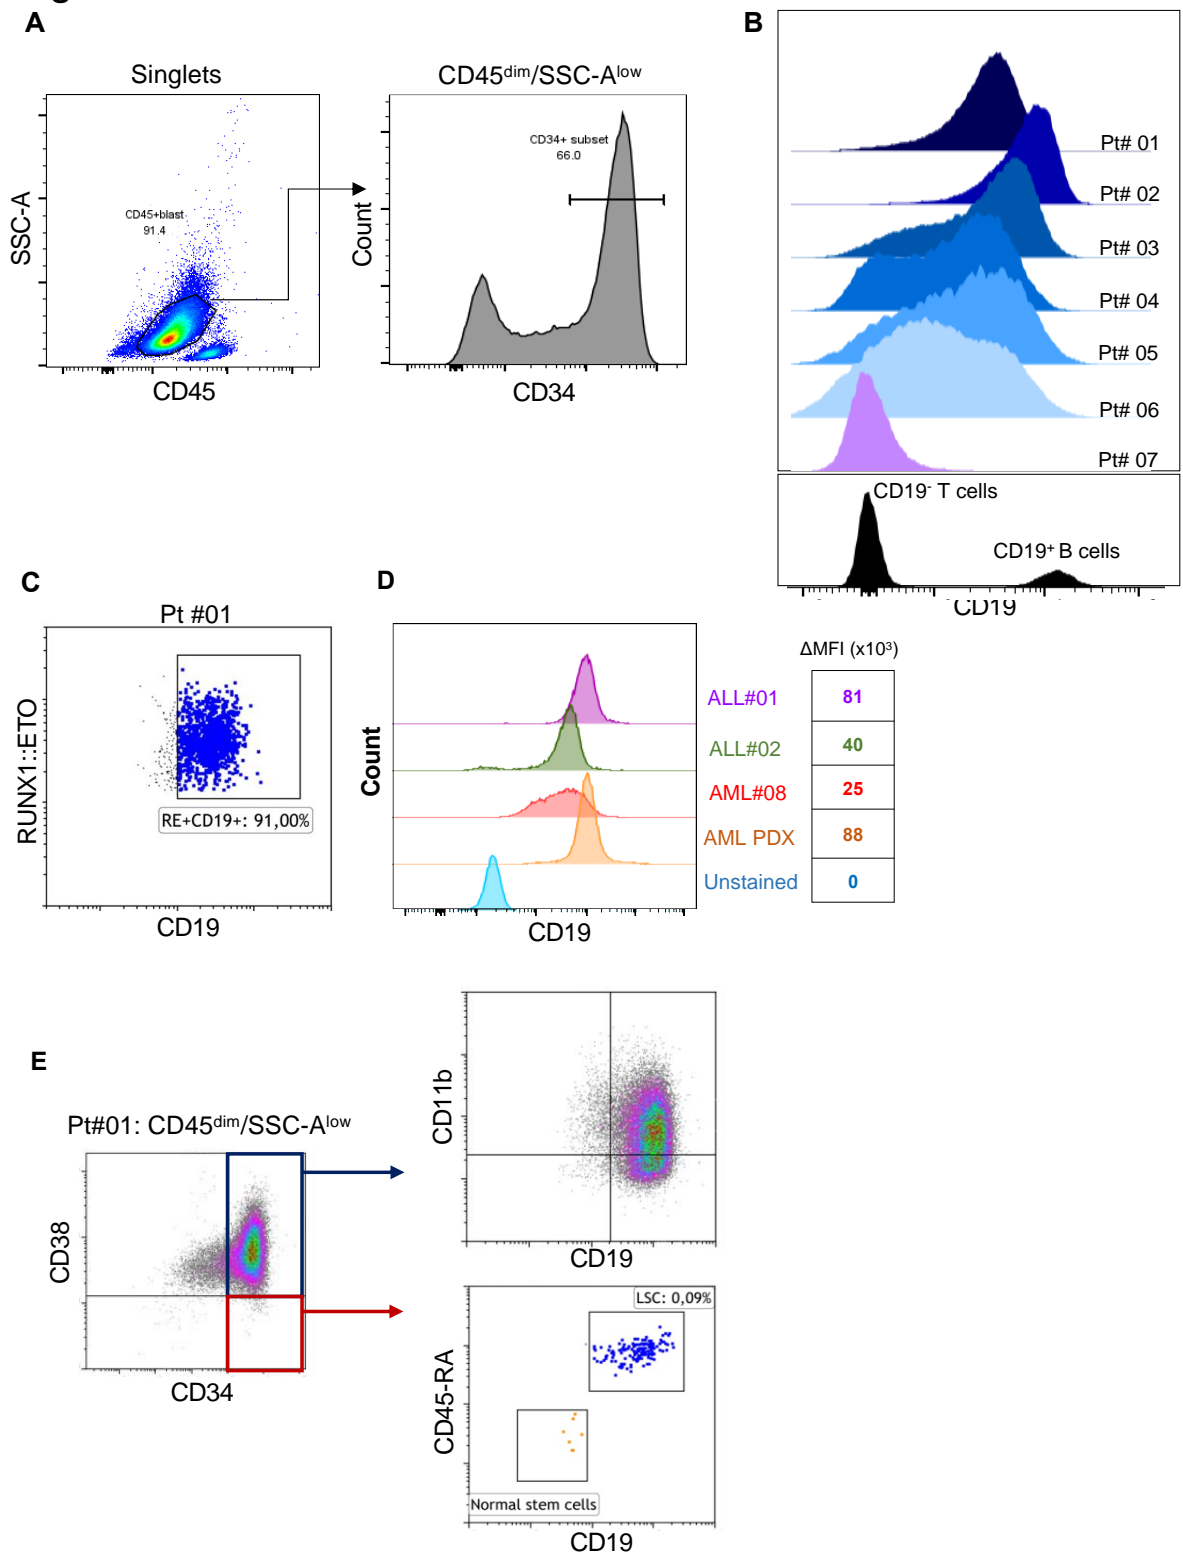 A
B
Singlets
CD45dim/SSC-Alow
SSC-A
CD45+blast
91.4
CD45
Count
CD34+ subset
66.0
CD34
Pt# 01
Pt# 02
Pt# 03
Pt# 04
Pt# 05
Pt# 06
Pt# 07
CD19- T cells
CD19+ B cells
CD19
C
Pt #01
RUNX1::ETO
RE+CD19+: 91,00%
CD19
D
Count
CD19
ΔMFI (x10³)
ALL#01 81
ALL#02 40
AML#08 25
AML PDX 88
Unstained 0
E
Pt#01: CD45dim/SSC-Alow
CD38
CD34
CD11b
CD19
LSC: 0,09%
CD45-RA
Normal stem cells
CD19